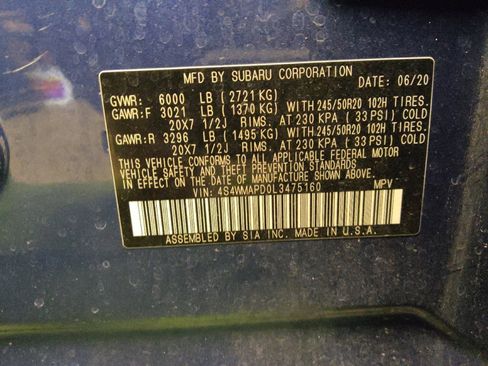 MFD BY SUBARU CORPORATION DATE: 06/20
GVWR: 6000 LB (2721 KG)
GAWR:F 3021 LB (1370 KG) WITH 245/50R20 102H TIRES.
20X7 1/2J RIMS. AT 230 KPA (33 PSI) COLD
GAWR:R 3296 LB (1495 KG) WITH 245/50R20 102H TIRES.
20X7 1/2J RIMS. AT 230 KPA (33 PSI) COLD
THIS VEHICLE CONFORMS TO ALL APPLICABLE FEDERAL MOTOR
VEHICLE SAFETY AND THEFT PREVENTION STANDARDS IN EFFECT ON
THE DATE OF MANUFACTURE SHOWN ABOVE.
VIN: 4S4WMAPD0L3475160 MPV
ASSEMBLED BY SIA INC. MADE IN U.S.A.